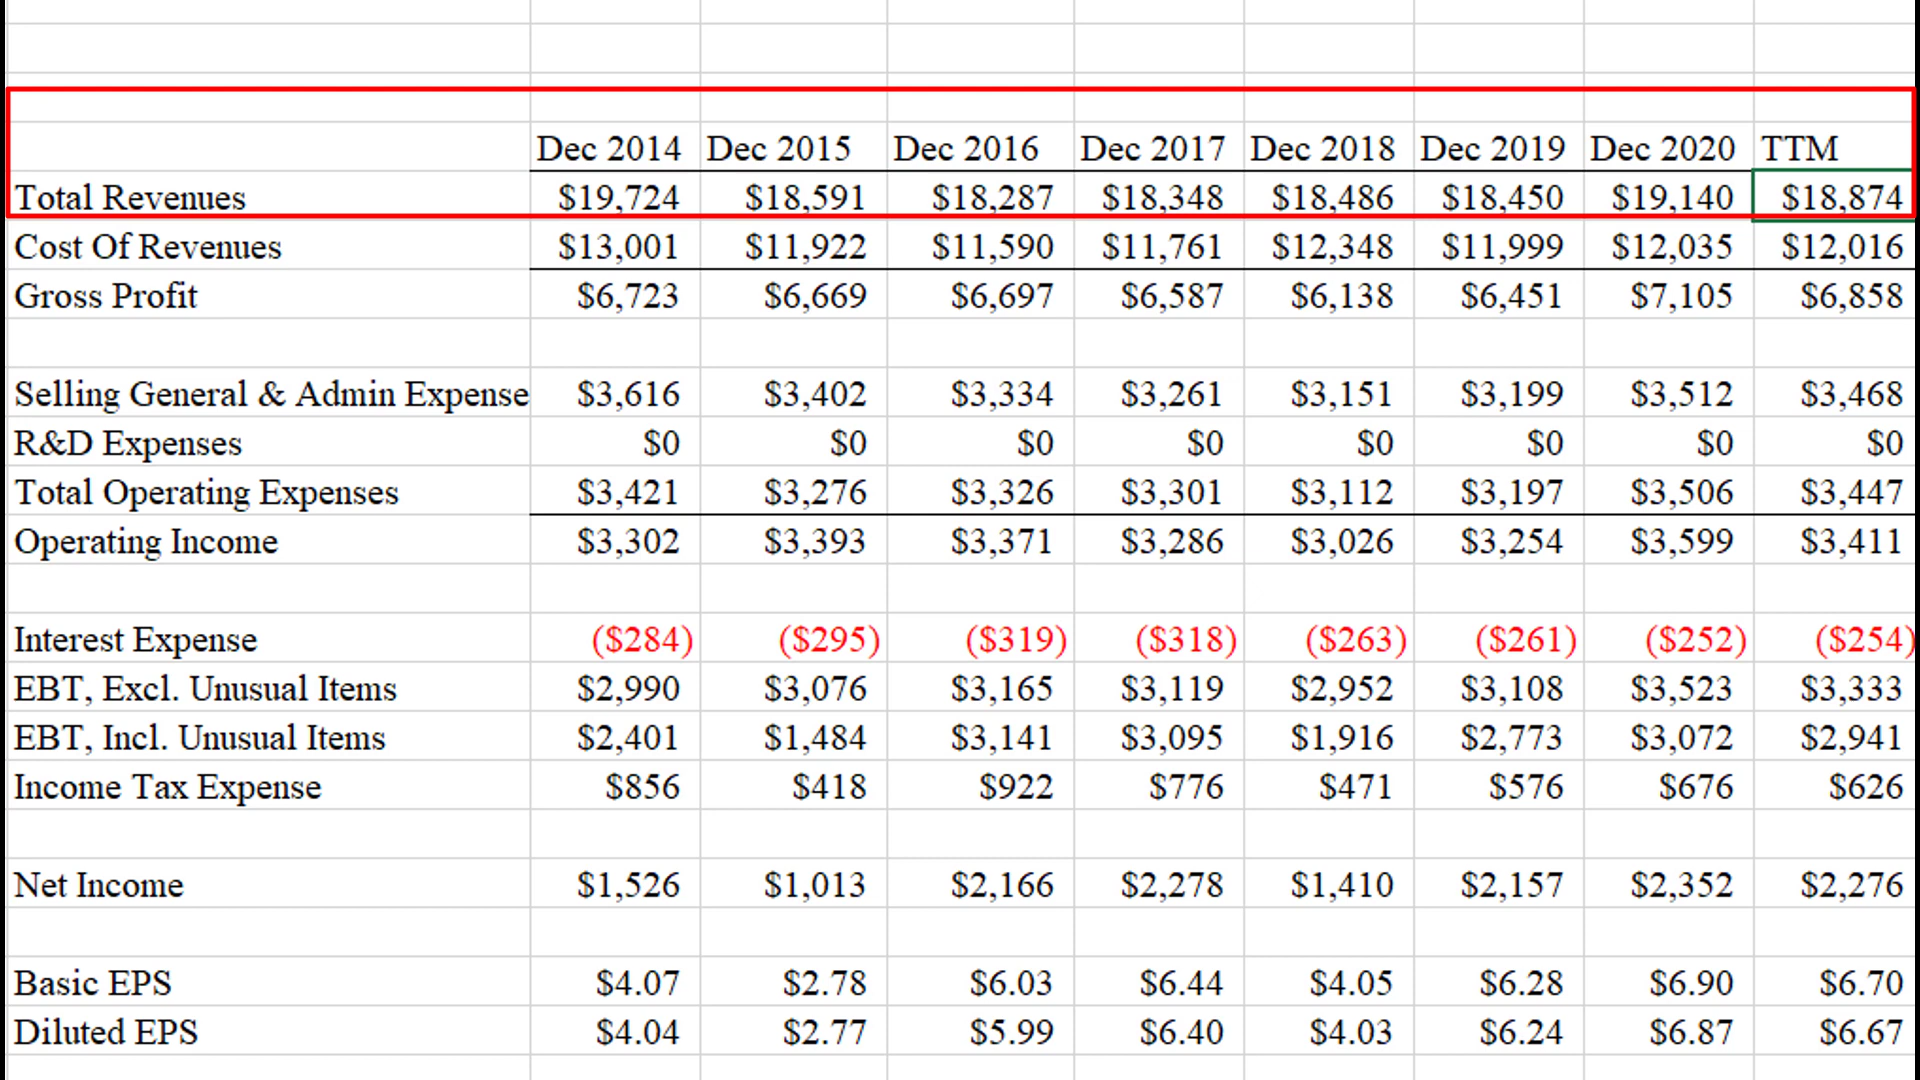 Dec 2014 Dec 2015 Dec 2016 Dec 2017 Dec 2018 Dec 2019 Dec 2020 TTM
Total Revenues $19,724 $18,591 $18,287 $18,348 $18,486 $18,450 $19,140 $18,874
Cost Of Revenues $13,001 $11,922 $11,590 $11,761 $12,348 $11,999 $12,035 $12,016
Gross Profit $6,723 $6,669 $6,697 $6,587 $6,138 $6,451 $7,105 $6,858
Selling General & Admin Expense $3,616 $3,402 $3,334 $3,261 $3,151 $3,199 $3,512 $3,468
R&D Expenses $0 $0 $0 $0 $0 $0 $0 $0
Total Operating Expenses $3,421 $3,276 $3,326 $3,301 $3,112 $3,197 $3,506 $3,447
Operating Income $3,302 $3,393 $3,371 $3,286 $3,026 $3,254 $3,599 $3,411
Interest Expense ($284) ($295) ($319) ($318) ($263) ($261) ($252) ($254)
EBT, Excl. Unusual Items $2,990 $3,076 $3,165 $3,119 $2,952 $3,108 $3,523 $3,333
EBT, Incl. Unusual Items $2,401 $1,484 $3,141 $3,095 $1,916 $2,773 $3,072 $2,941
Income Tax Expense $856 $418 $922 $776 $471 $576 $676 $626
Net Income $1,526 $1,013 $2,166 $2,278 $1,410 $2,157 $2,352 $2,276
Basic EPS $4.07 $2.78 $6.03 $6.44 $4.05 $6.28 $6.90 $6.70
Diluted EPS $4.04 $2.77 $5.99 $6.40 $4.03 $6.24 $6.87 $6.67